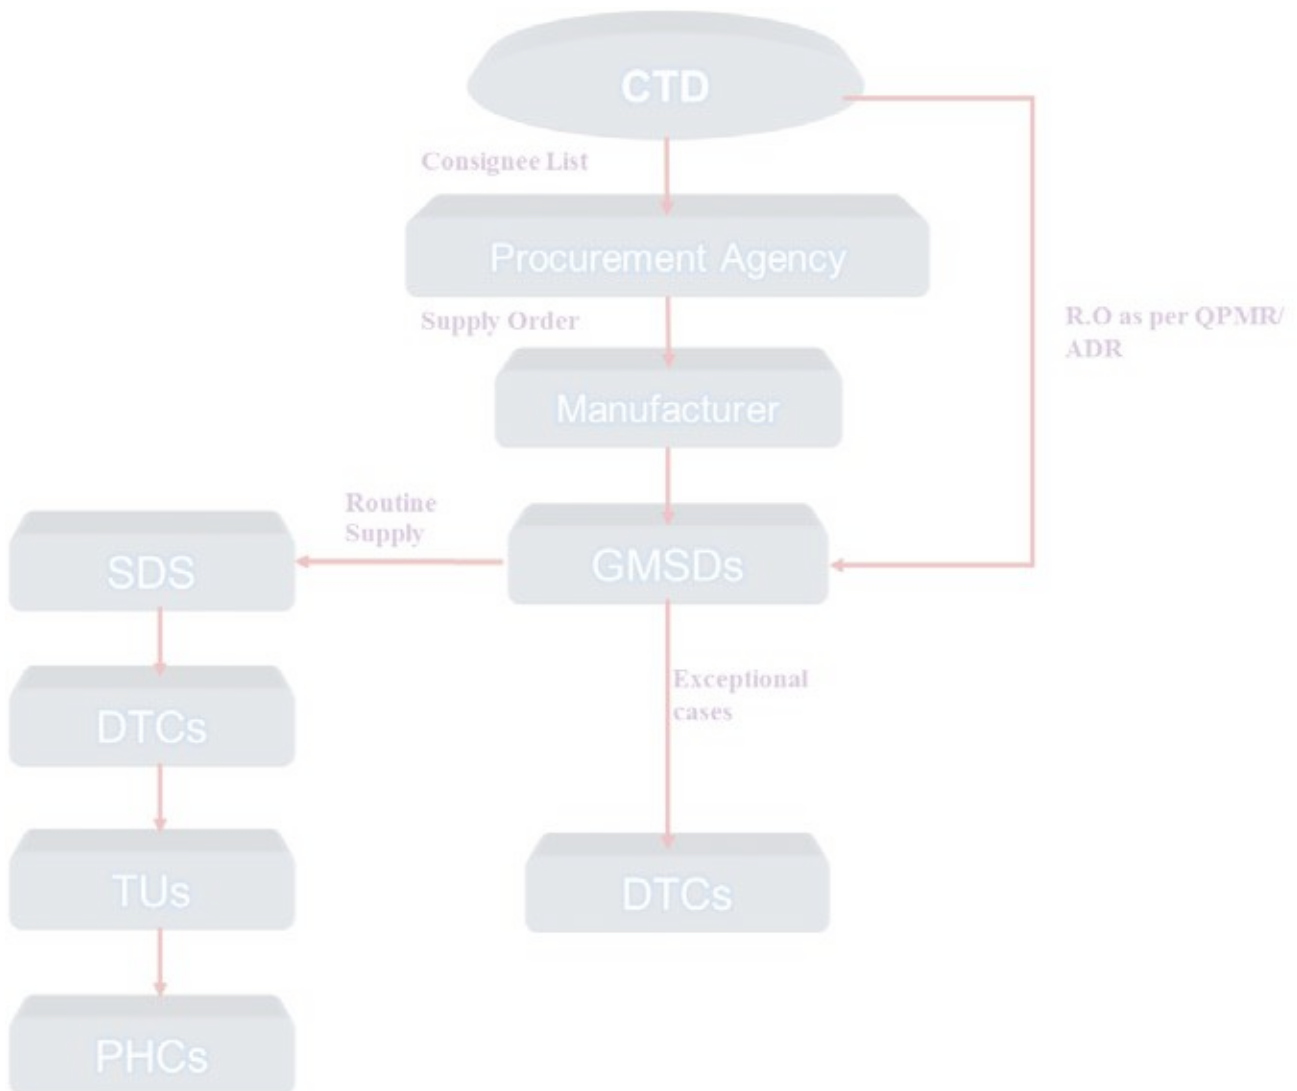 CTD
Consignee List
Procurement Agency
Supply Order
R.O as per QPMR/
ADR
Manufacturer
Routine
Supply
SDS
GMSDs
Exceptional
cases
DTCs
TUs
DTCs
PHCs